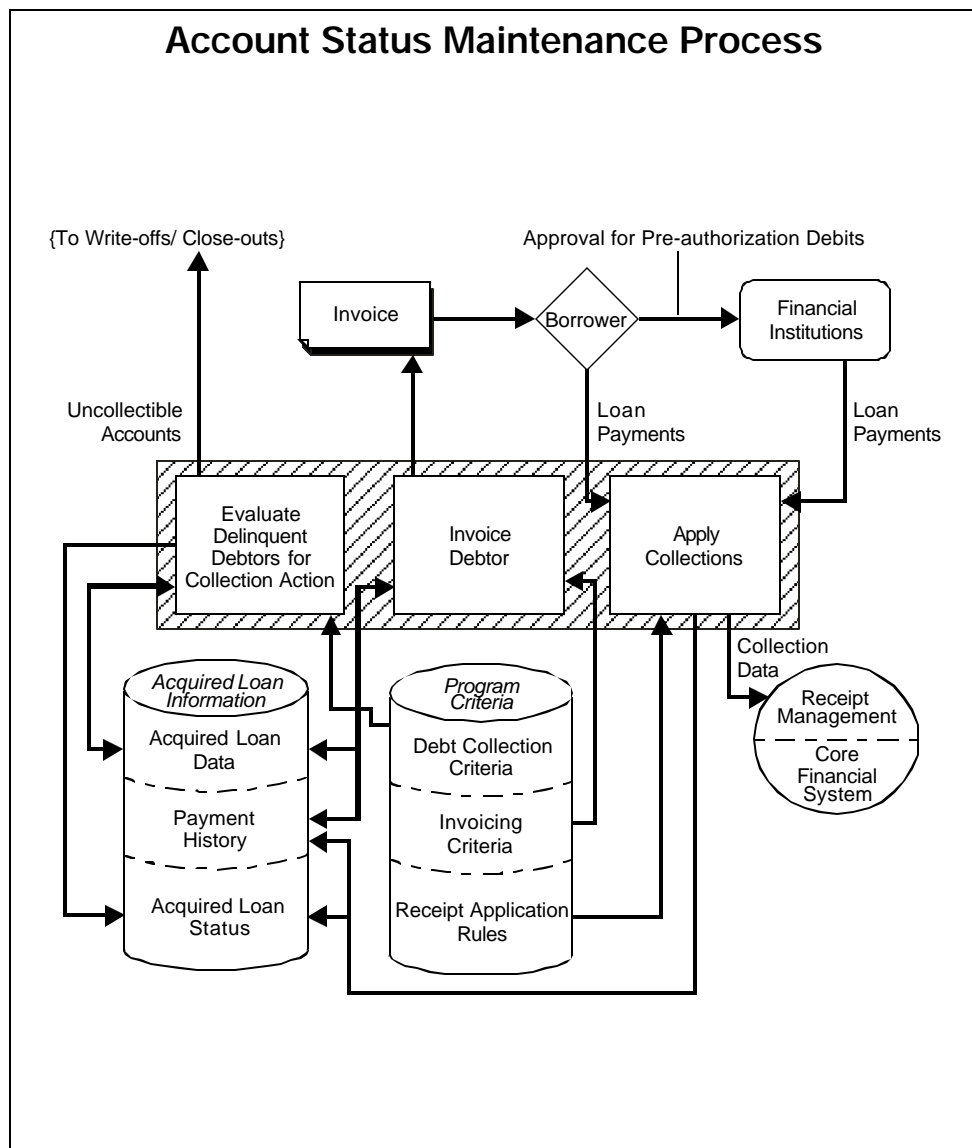 Account Status Maintenance Process
{To Write-offs/ Close-outs}
Approval for Pre-authorization Debits
Invoice
Borrower
Financial
Institutions
Uncollectible
Accounts
Loan
Payments
Loan
Payments
Evaluate
Delinquent
Debtors for
Collection Action
Invoice
Debtor
Apply
Collections
Collection
Data
Acquired Loan
Information
Acquired Loan
Data
Payment
History
Acquired Loan
Status
Program
Criteria
Debt Collection
Criteria
Invoicing
Criteria
Receipt Application
Rules
Receipt
Management
Core
Financial
System